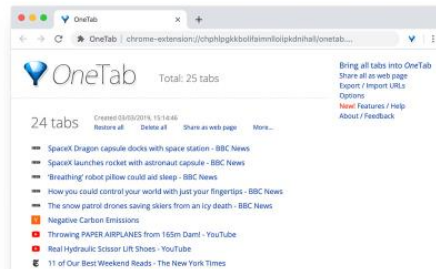 OneTab
OneTab | chrome-extension://chphlpgkkbolifaimnlloiipkdnihall/onetab....
OneTab
Total: 25 tabs
Bring all tabs into OneTab
Share all as web page
Export / Import URLs
Options
New! Features / Help
About / Feedback
24 tabs
Created 03/03/2019, 15:14:46
Restore all Delete all Share as web page More...
SpaceX Dragon capsule docks with space station - BBC News
SpaceX launches rocket with astronaut capsule - BBC News
'Breathing' robot pillow could aid sleep - BBC News
How you could control your world with just your fingertips - BBC News
The snow patrol drones saving skiers from an icy death - BBC News
Negative Carbon Emissions
Throwing PAPER AIRPLANES from 165m Dam! - YouTube
Real Hydraulic Scissor Lift Shoes - YouTube
11 of Our Best Weekend Reads - The New York Times